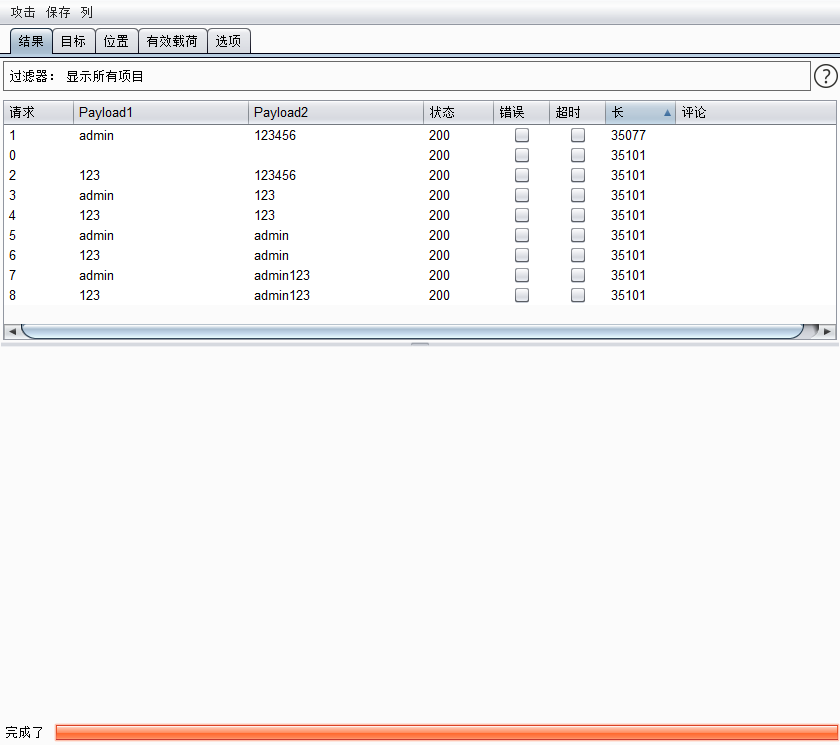 攻击 保存 列
结果 目标 位置 有效载荷 选项
过滤器： 显示所有项目 ?
请求 Payload1 Payload2 状态 错误 超时 长 评论
1 admin 123456 200 35077
0 200 35101
2 123 123456 200 35101
3 admin 123 200 35101
4 123 123 200 35101
5 admin admin 200 35101
6 123 admin 200 35101
7 admin admin123 200 35101
8 123 admin123 200 35101
完成了